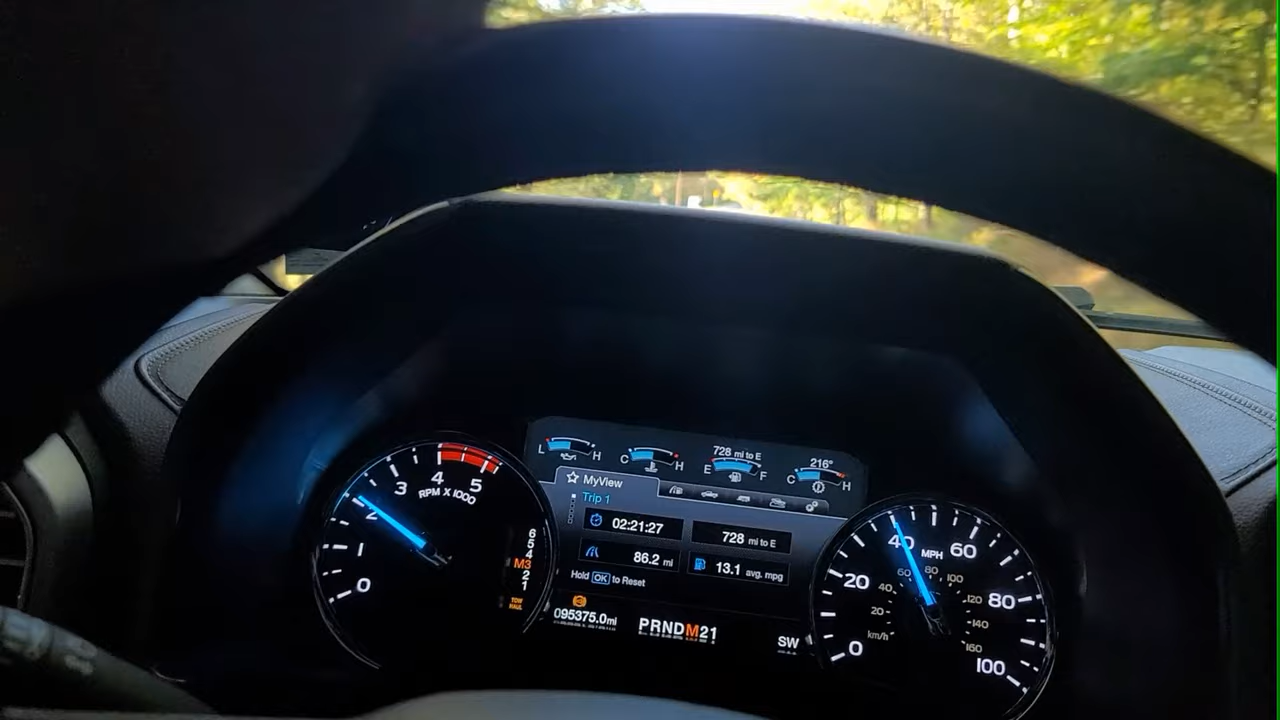 728 mi to E
216°
L H
C H
E F
C H
MyView
Trip 1
02:21:27
728 mi to E
86.2 mi
13.1 avg. mpg
Hold OK to Reset
095375.0mi
PRNDM21
SW
0
1
2
3
4
5
RPM X 1000
6
5
4
M3
2
1
TOW
HAUL
0
20
40
60
80
100
MPH
20
40
60
80
100
120
140
160
km/h